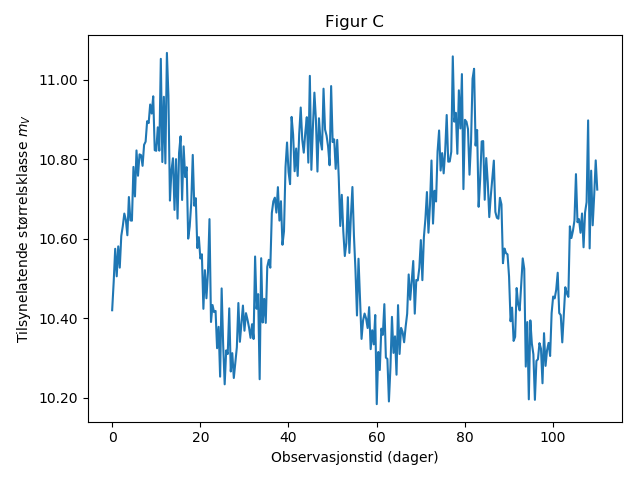 Figur C
11.00
10.80
10.60
10.40
10.20
Tilsynelatende størrelsklasse $m_V$
0 20 40 60 80 100
Observasjonstid (dager)